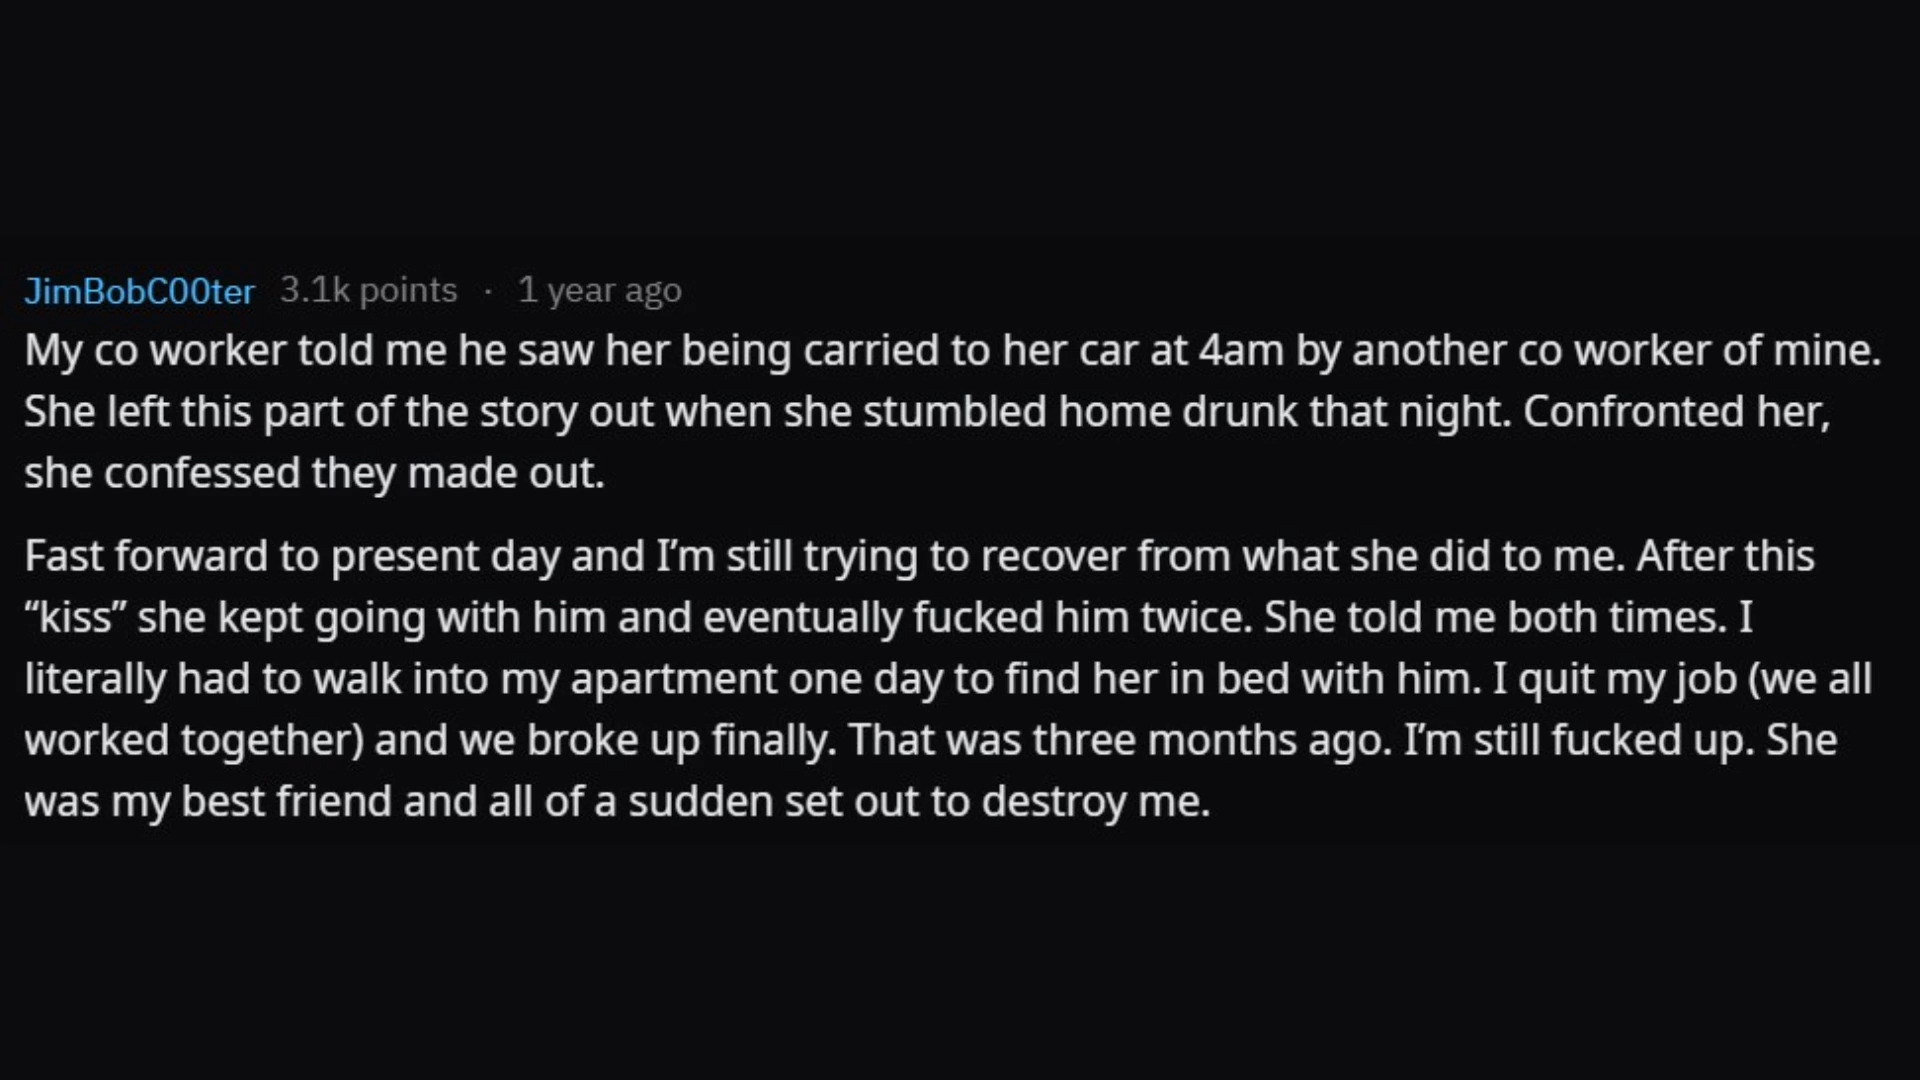 JimBobC00ter 3.1k points · 1 year ago
My co worker told me he saw her being carried to her car at 4am by another co worker of mine.
She left this part of the story out when she stumbled home drunk that night. Confronted her,
she confessed they made out.
Fast forward to present day and I’m still trying to recover from what she did to me. After this
“kiss” she kept going with him and eventually fucked him twice. She told me both times. I
literally had to walk into my apartment one day to find her in bed with him. I quit my job (we all
worked together) and we broke up finally. That was three months ago. I’m still fucked up. She
was my best friend and all of a sudden set out to destroy me.